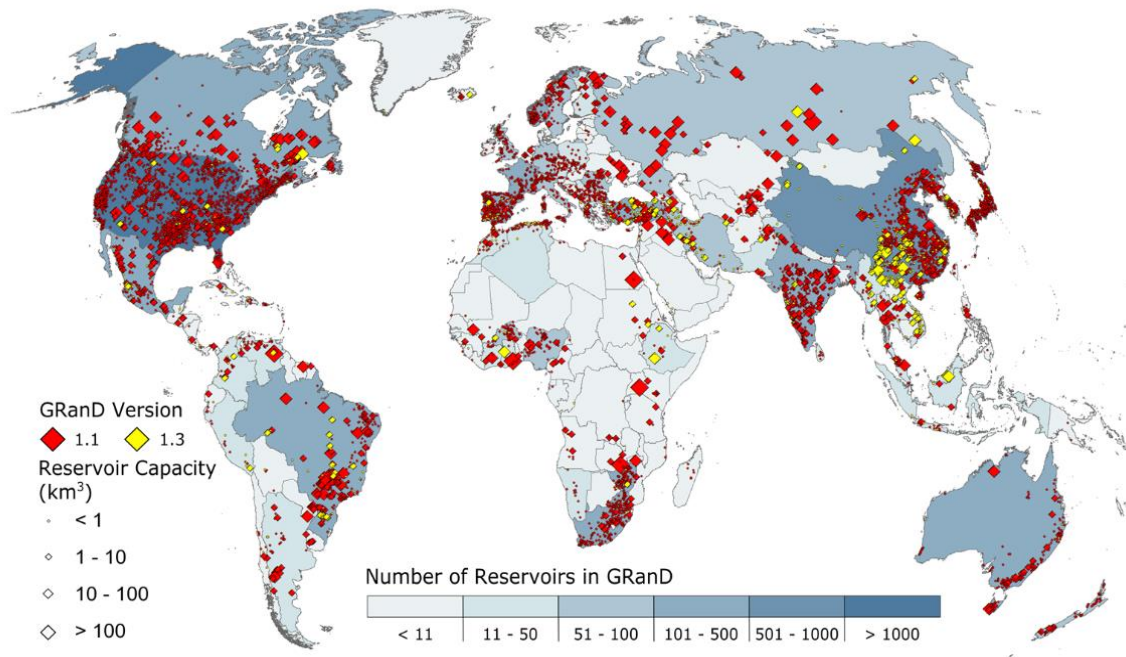 GRanD Version
1.1 1.3
Reservoir Capacity
(km³)
< 1
1 - 10
10 - 100
> 100
Number of Reservoirs in GRanD
< 11 11 - 50 51 - 100 101 - 500 501 - 1000 > 1000